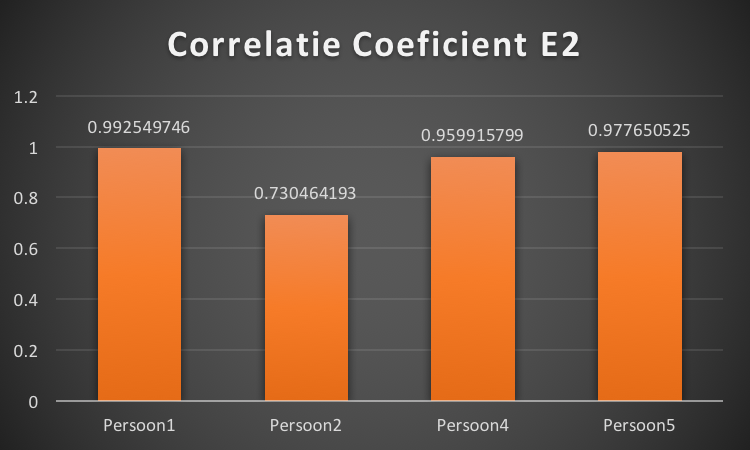 Correlatie Coeficient E2
1.2
1
0.8
0.6
0.4
0.2
0
0.992549746
0.730464193
0.959915799
0.977650525
Persoon1
Persoon2
Persoon4
Persoon5